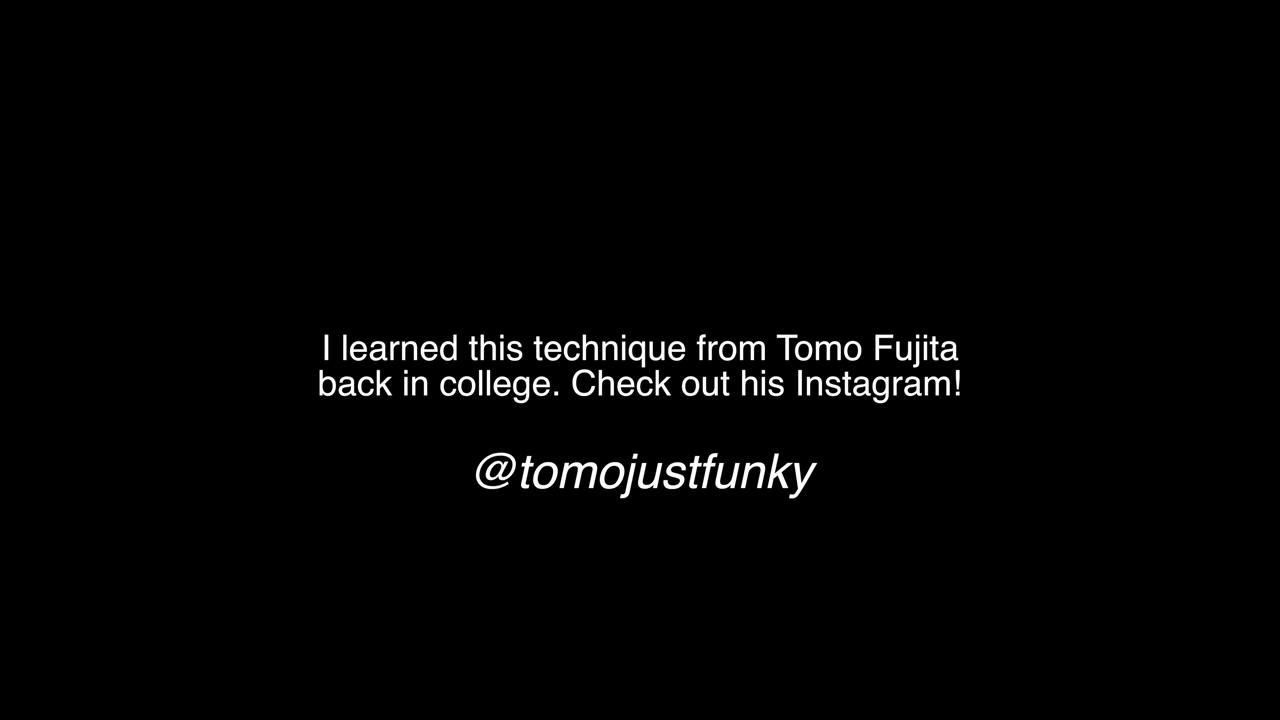 I learned this technique from Tomo Fujita
back in college. Check out his Instagram!
@tomojustfunky